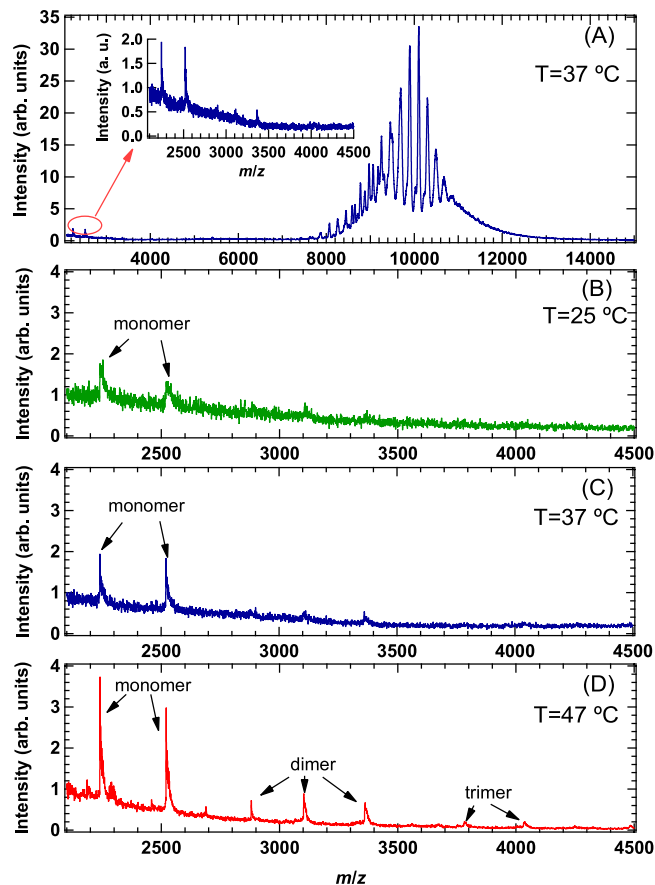 35
30
25
20
15
10
5
0
Intensity (arb. units)
2.0
1.5
1.0
0.5
0.0
Intensity (a. u.)
2500 3000 3500 4000 4500
m/z
(A)
T=37 ºC
4000 6000 8000 10000 12000 14000
4
3
2
1
0
Intensity (arb. units)
monomer
(B)
T=25 ºC
2500 3000 3500 4000 4500
4
3
2
1
0
Intensity (arb. units)
monomer
(C)
T=37 ºC
2500 3000 3500 4000 4500
4
3
2
1
0
Intensity (arb. units)
monomer
dimer
trimer
(D)
T=47 ºC
2500 3000 3500 4000 4500
m/z